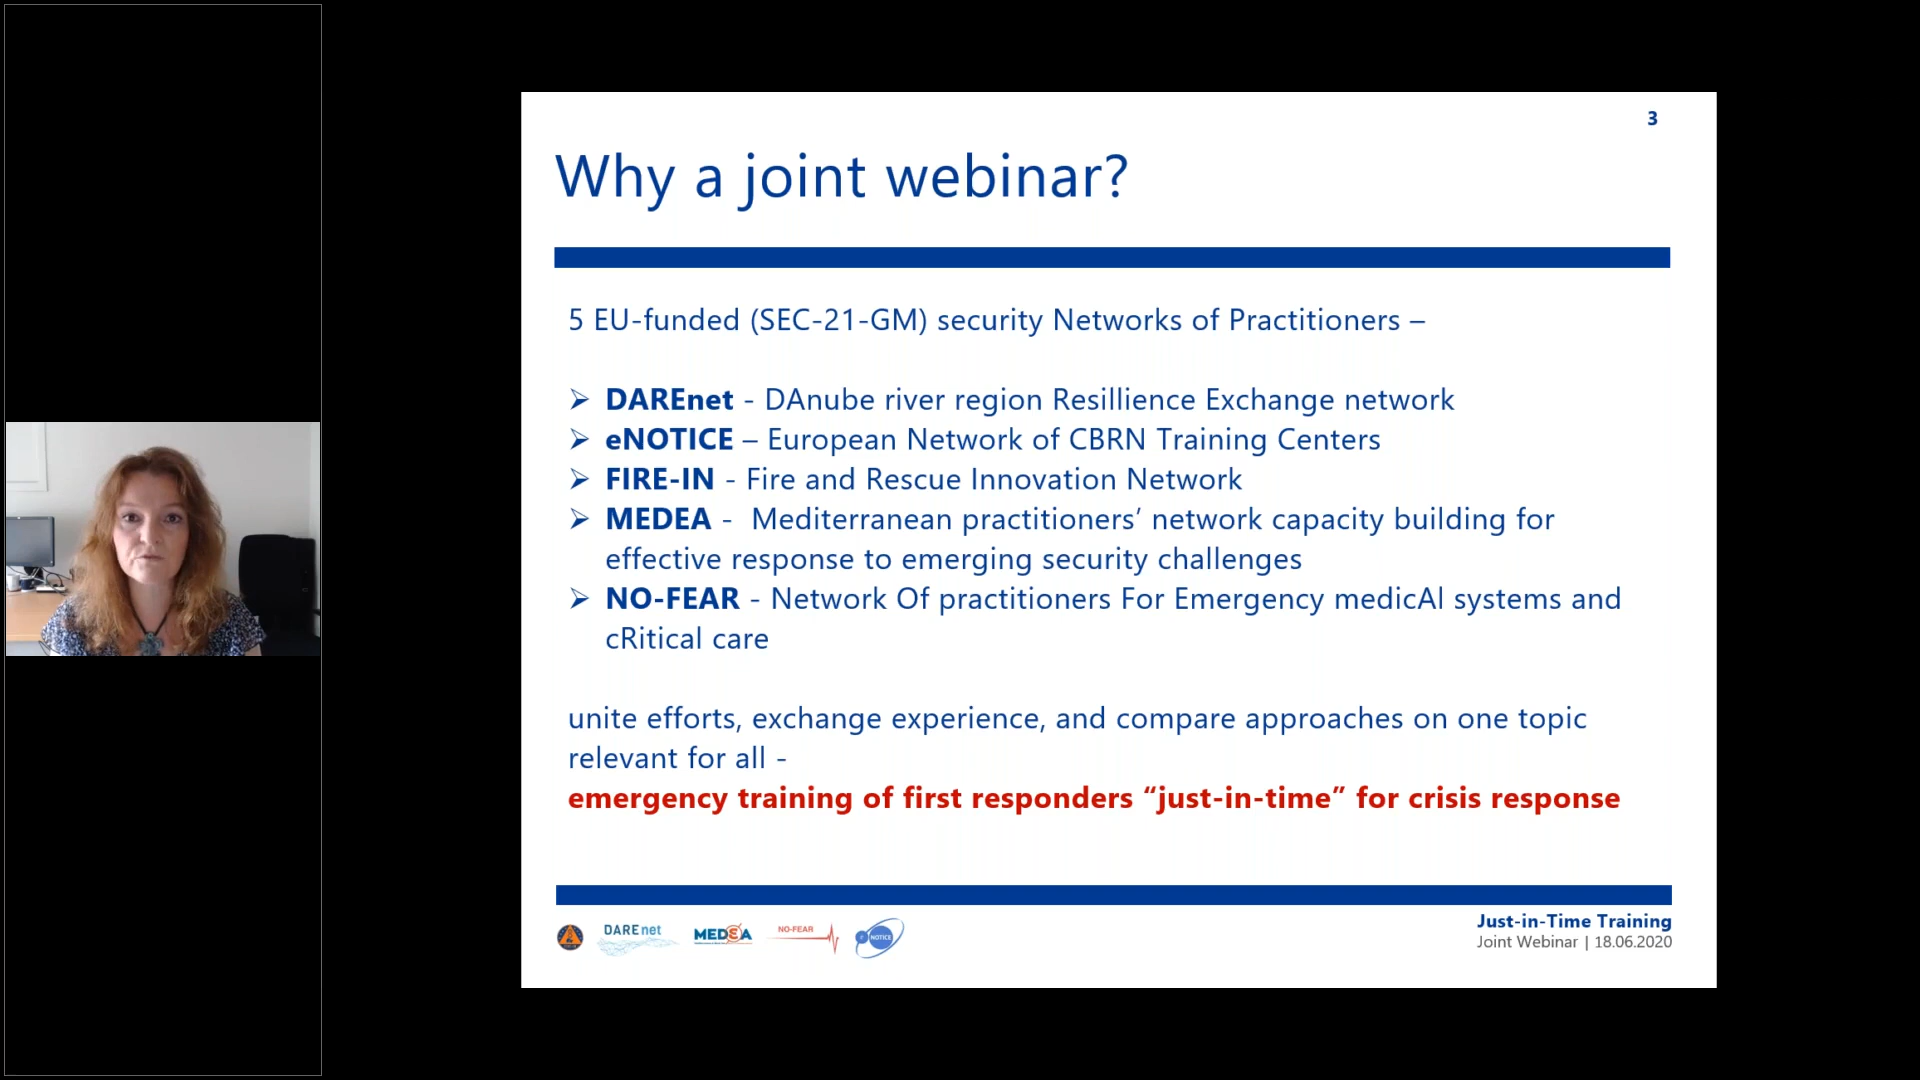 3
Why a joint webinar?
5 EU-funded (SEC-21-GM) security Networks of Practitioners –
➢ DAREnet - DAnube river region Resillience Exchange network
➢ eNOTICE – European Network of CBRN Training Centers
➢ FIRE-IN - Fire and Rescue Innovation Network
➢ MEDEA - Mediterranean practitioners’ network capacity building for
effective response to emerging security challenges
➢ NO-FEAR - Network Of practitioners For Emergency medicAl systems and
cRitical care
unite efforts, exchange experience, and compare approaches on one topic
relevant for all -
emergency training of first responders “just-in-time” for crisis response
DAREnet MEDEA NO-FEAR NOTICE
Just-in-Time Training
Joint Webinar | 18.06.2020